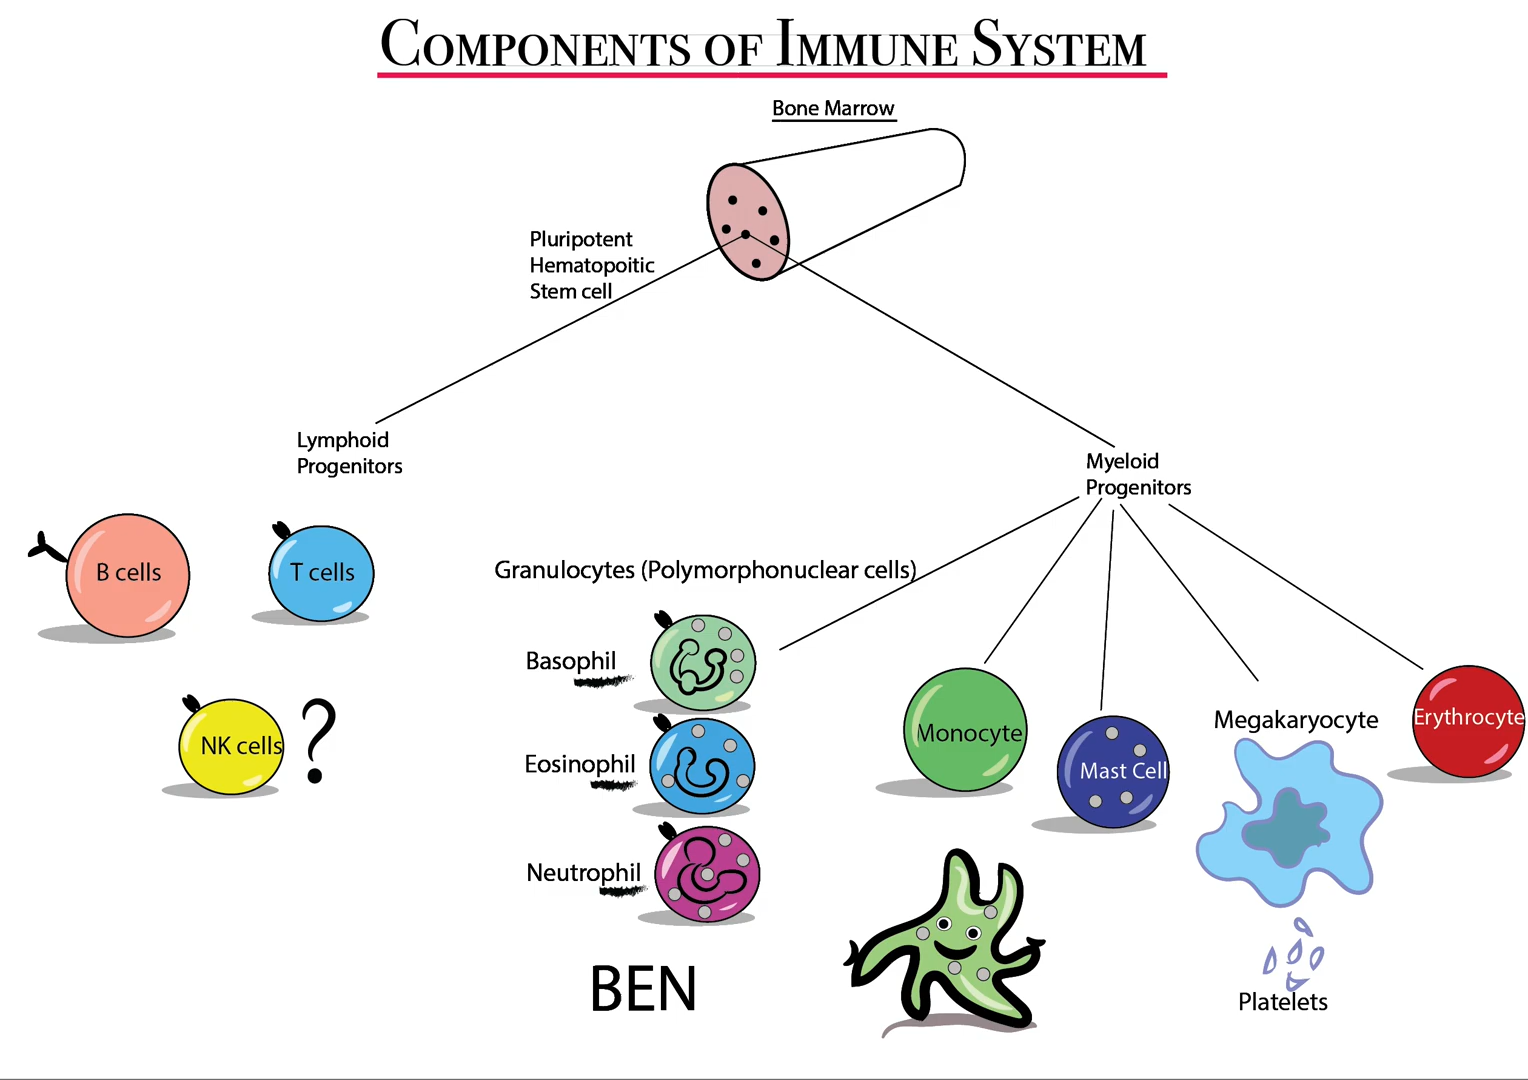 Components of Immune System
Bone Marrow
Pluripotent
Hematopoitic
Stem cell
Lymphoid
Progenitors
Myeloid
Progenitors
B cells
T cells
NK cells
?
Granulocytes (Polymorphonuclear cells)
Basophil
Eosinophil
Neutrophil
BEN
Monocyte
Mast Cell
Megakaryocyte
Erythrocyte
Platelets